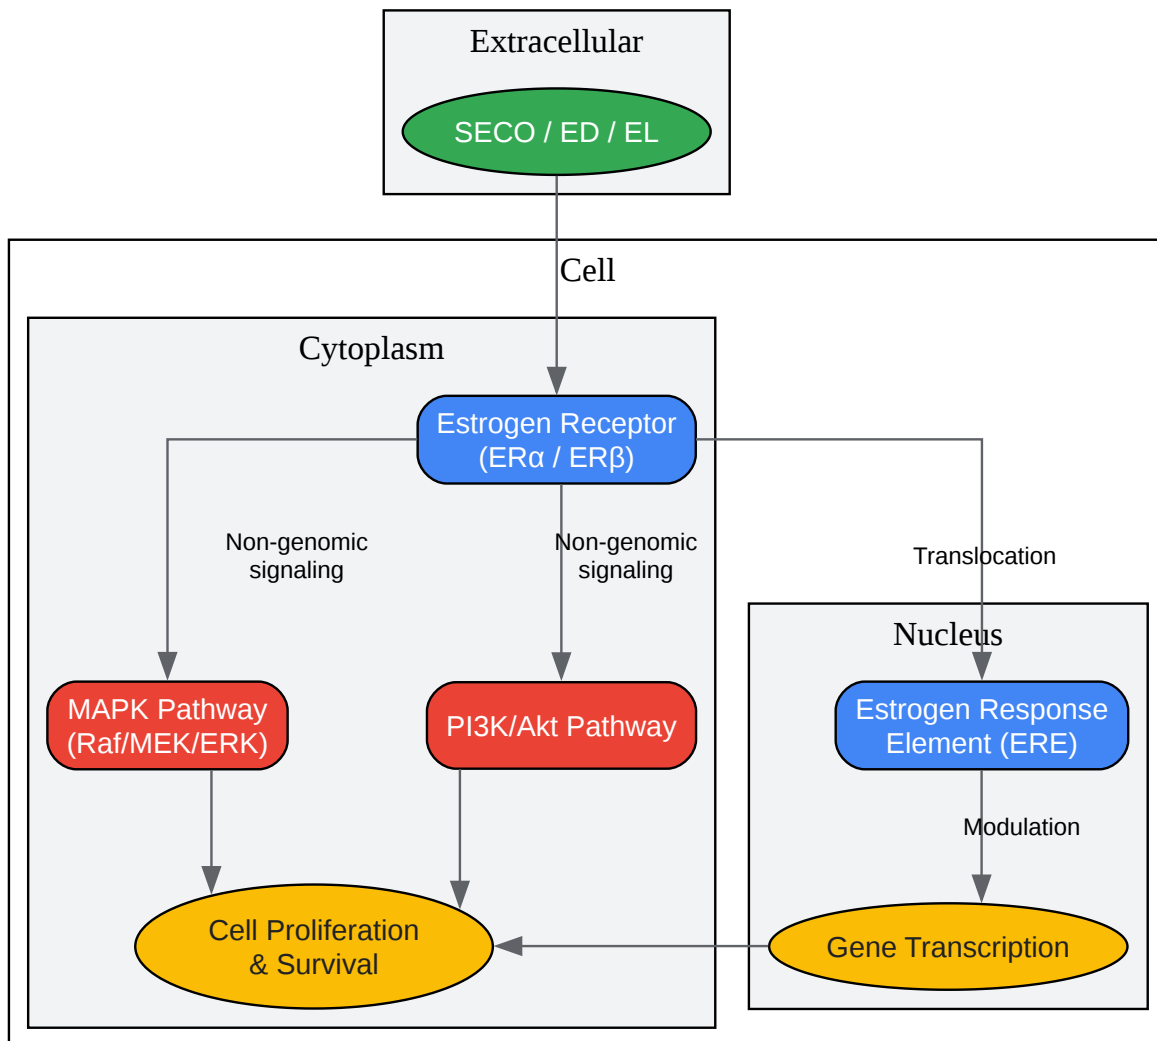 Extracellular
SECO / ED / EL
Cell
Cytoplasm
Estrogen Receptor
(ERα / ERβ)
Non-genomic
signaling
Non-genomic
signaling
Translocation
Nucleus
MAPK Pathway
(Raf/MEK/ERK)
PI3K/Akt Pathway
Estrogen Response
Element (ERE)
Modulation
Cell Proliferation
& Survival
Gene Transcription